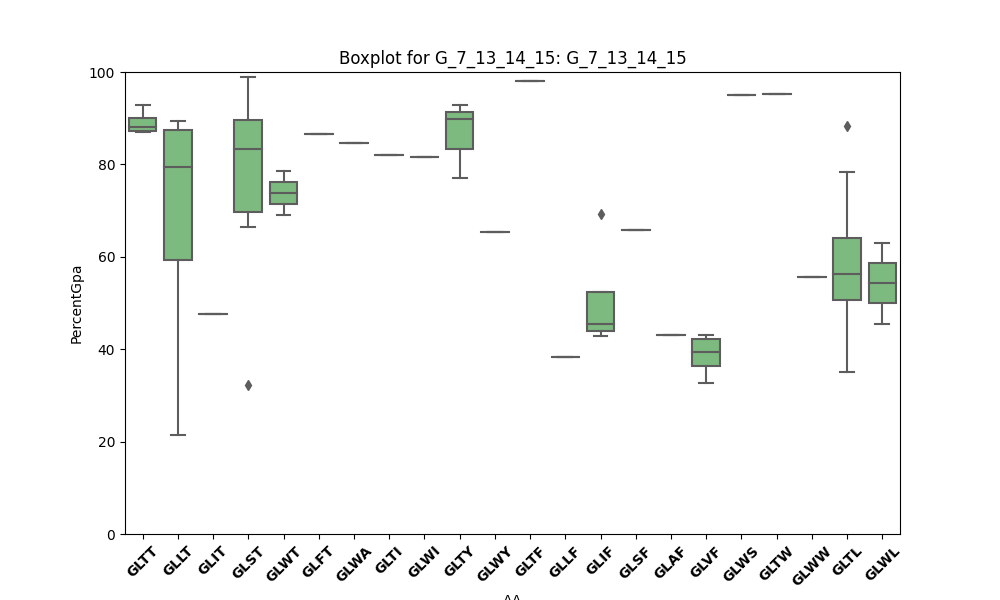 Boxplot for G_7_13_14_15: G_7_13_14_15
100
80
60
40
20
0
PercentGpa
GLTT GLLT GLIT GLST GLWT GLFT GLWA GLTI GLWI GLTY GLWY GLTF GLLF GLIF GLSF GLAF GLVF GLWS GLTW GLWW GLTL GLWL
AA